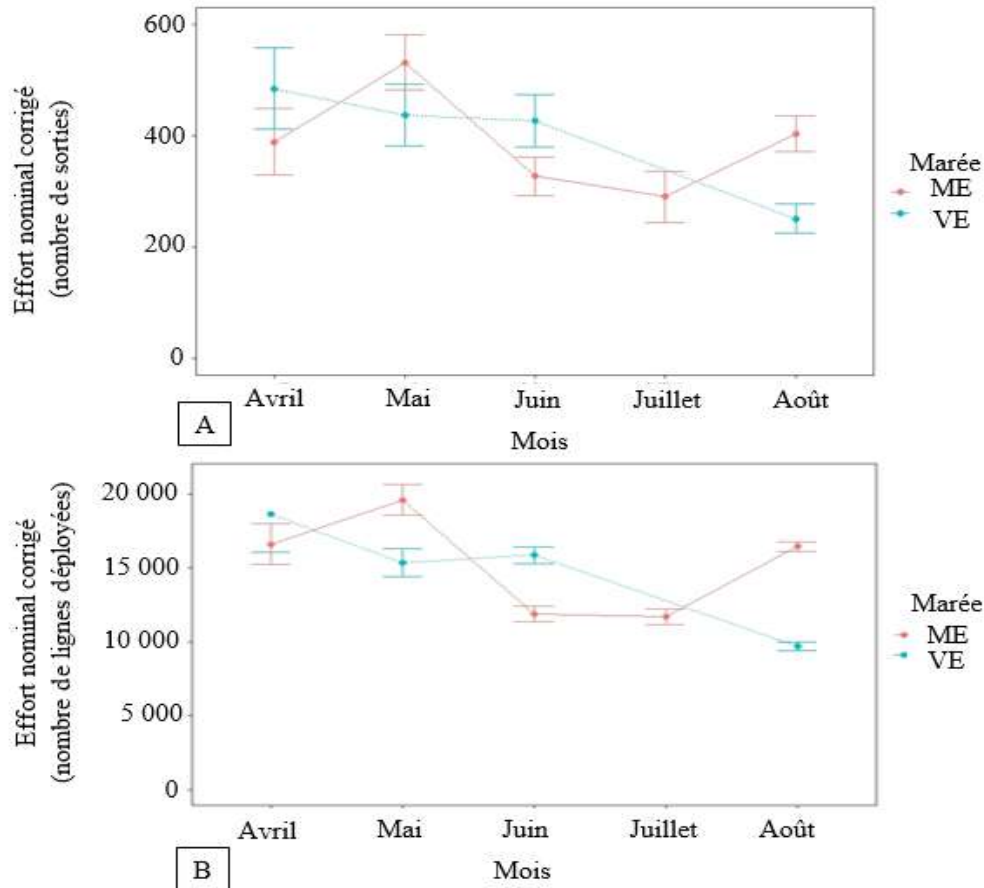 Effort nominal corrigé
(nombre de sorties)
600
400
200
0
Avril
Mai
Juin
Juillet
Août
Mois
A
Marée
ME
VE
Effort nominal corrigé
(nombre de lignes déployées)
20 000
15 000
10 000
5 000
0
Avril
Mai
Juin
Juillet
Août
Mois
B
Marée
ME
VE